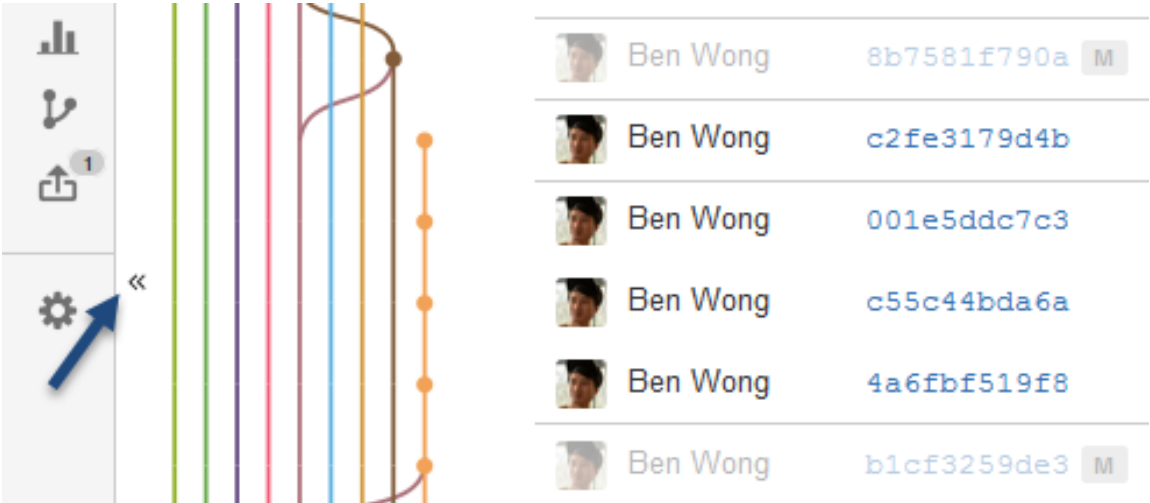 Ben Wong 8b7581f790a M
Ben Wong c2fe3179d4b
1
Ben Wong 001e5ddc7c3
«
Ben Wong c55c44bda6a
Ben Wong 4a6fbf519f8
Ben Wong b1cf3259de3 M